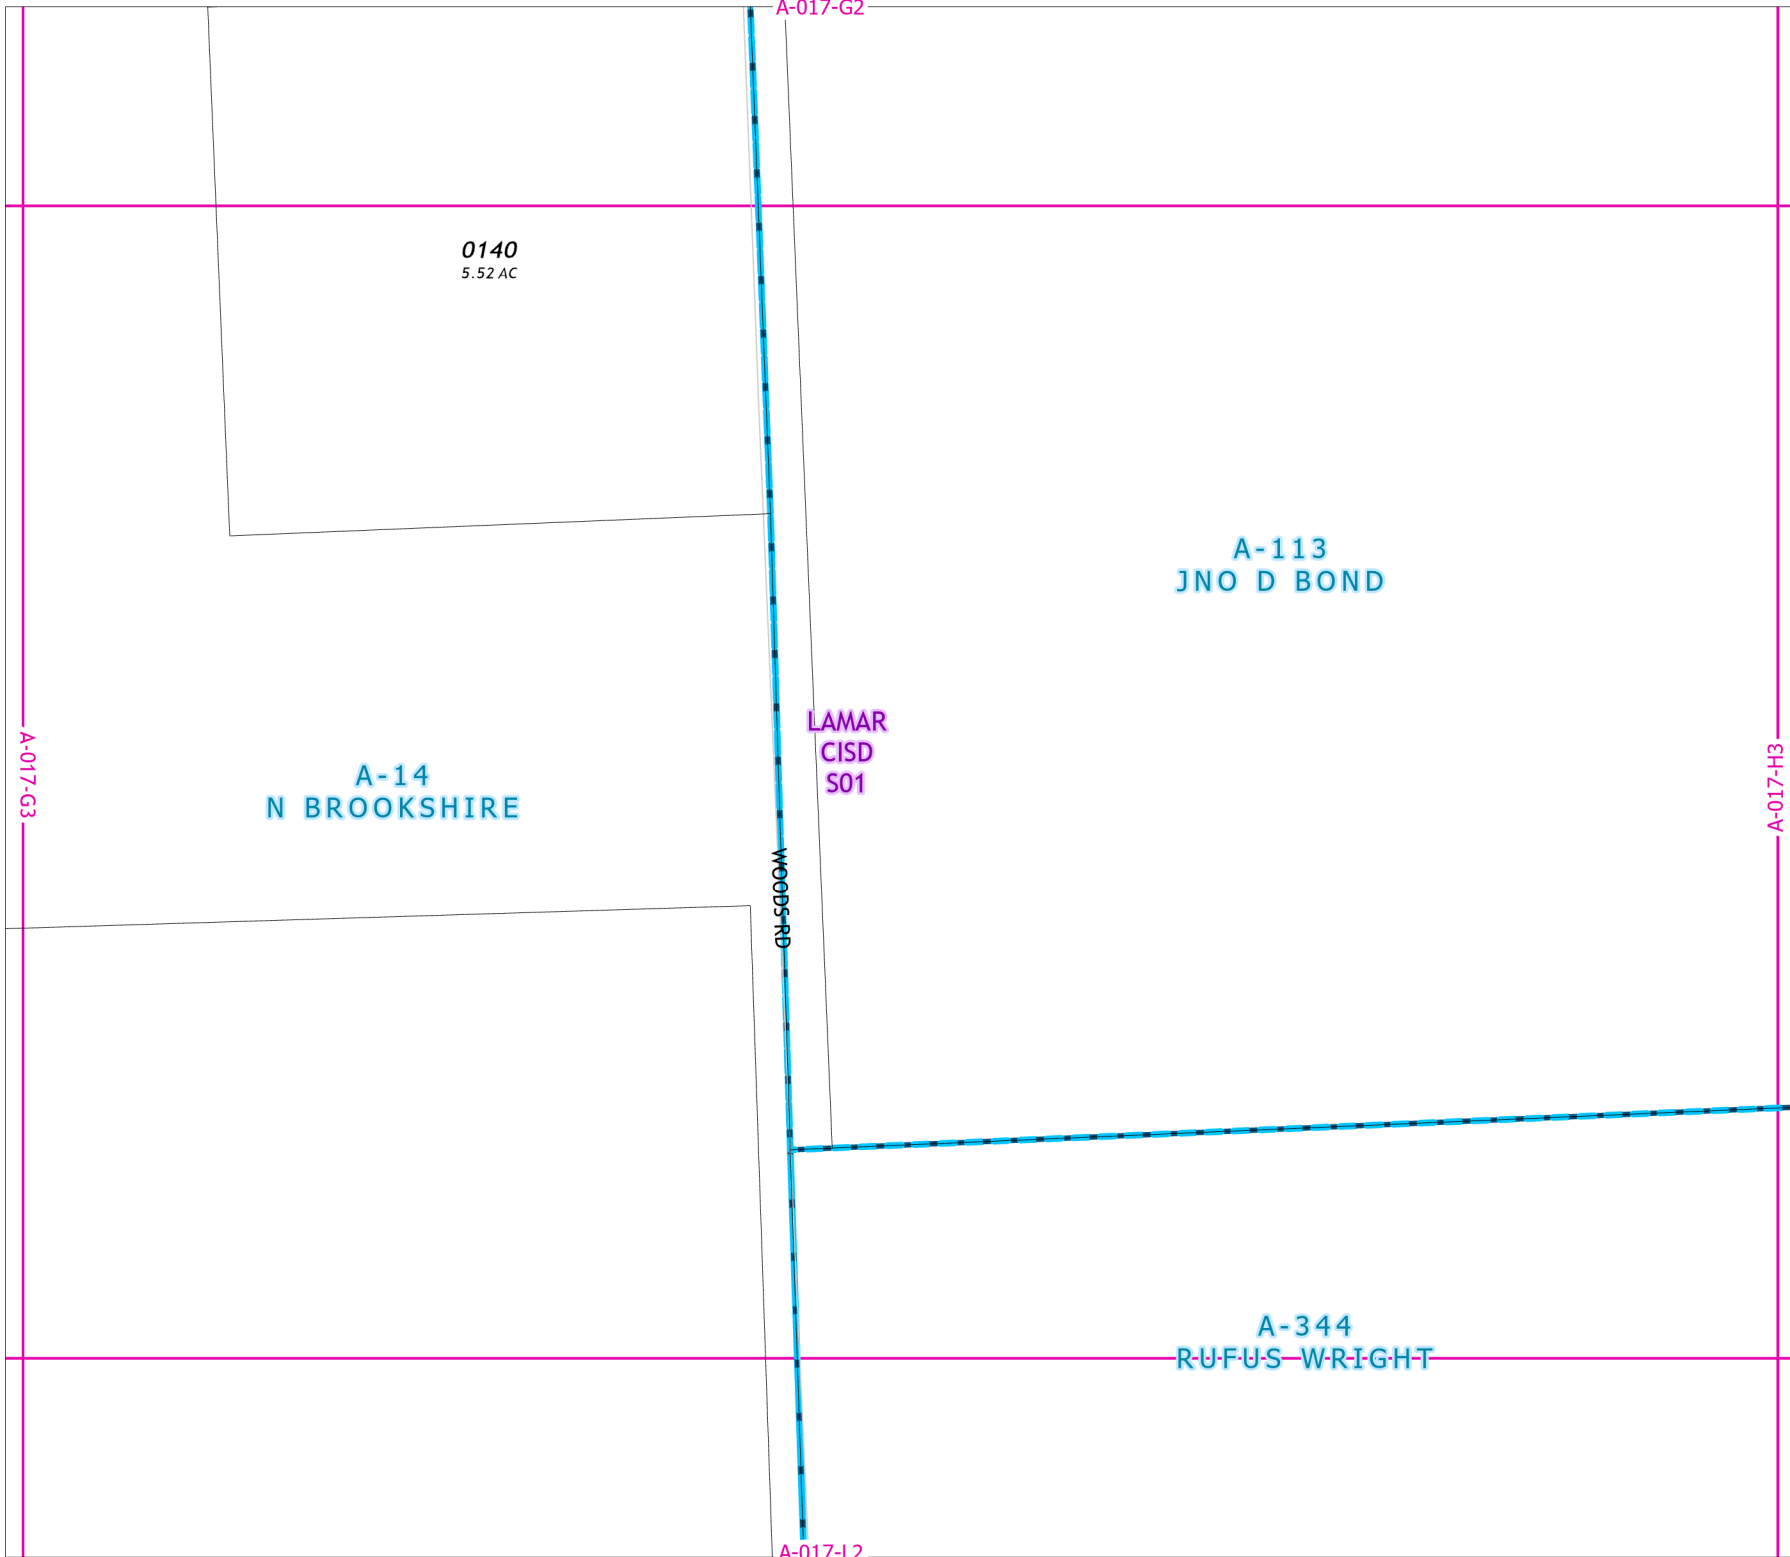 A-017-G2
0140
5.52 AC
A-113
JNO D BOND
LAMAR
CISD
S01
A-017-G3
A-017-H3
A-14
N BROOKSHIRE
WOODS RD
A-344
RUFUS WRIGHT
A-017-L2